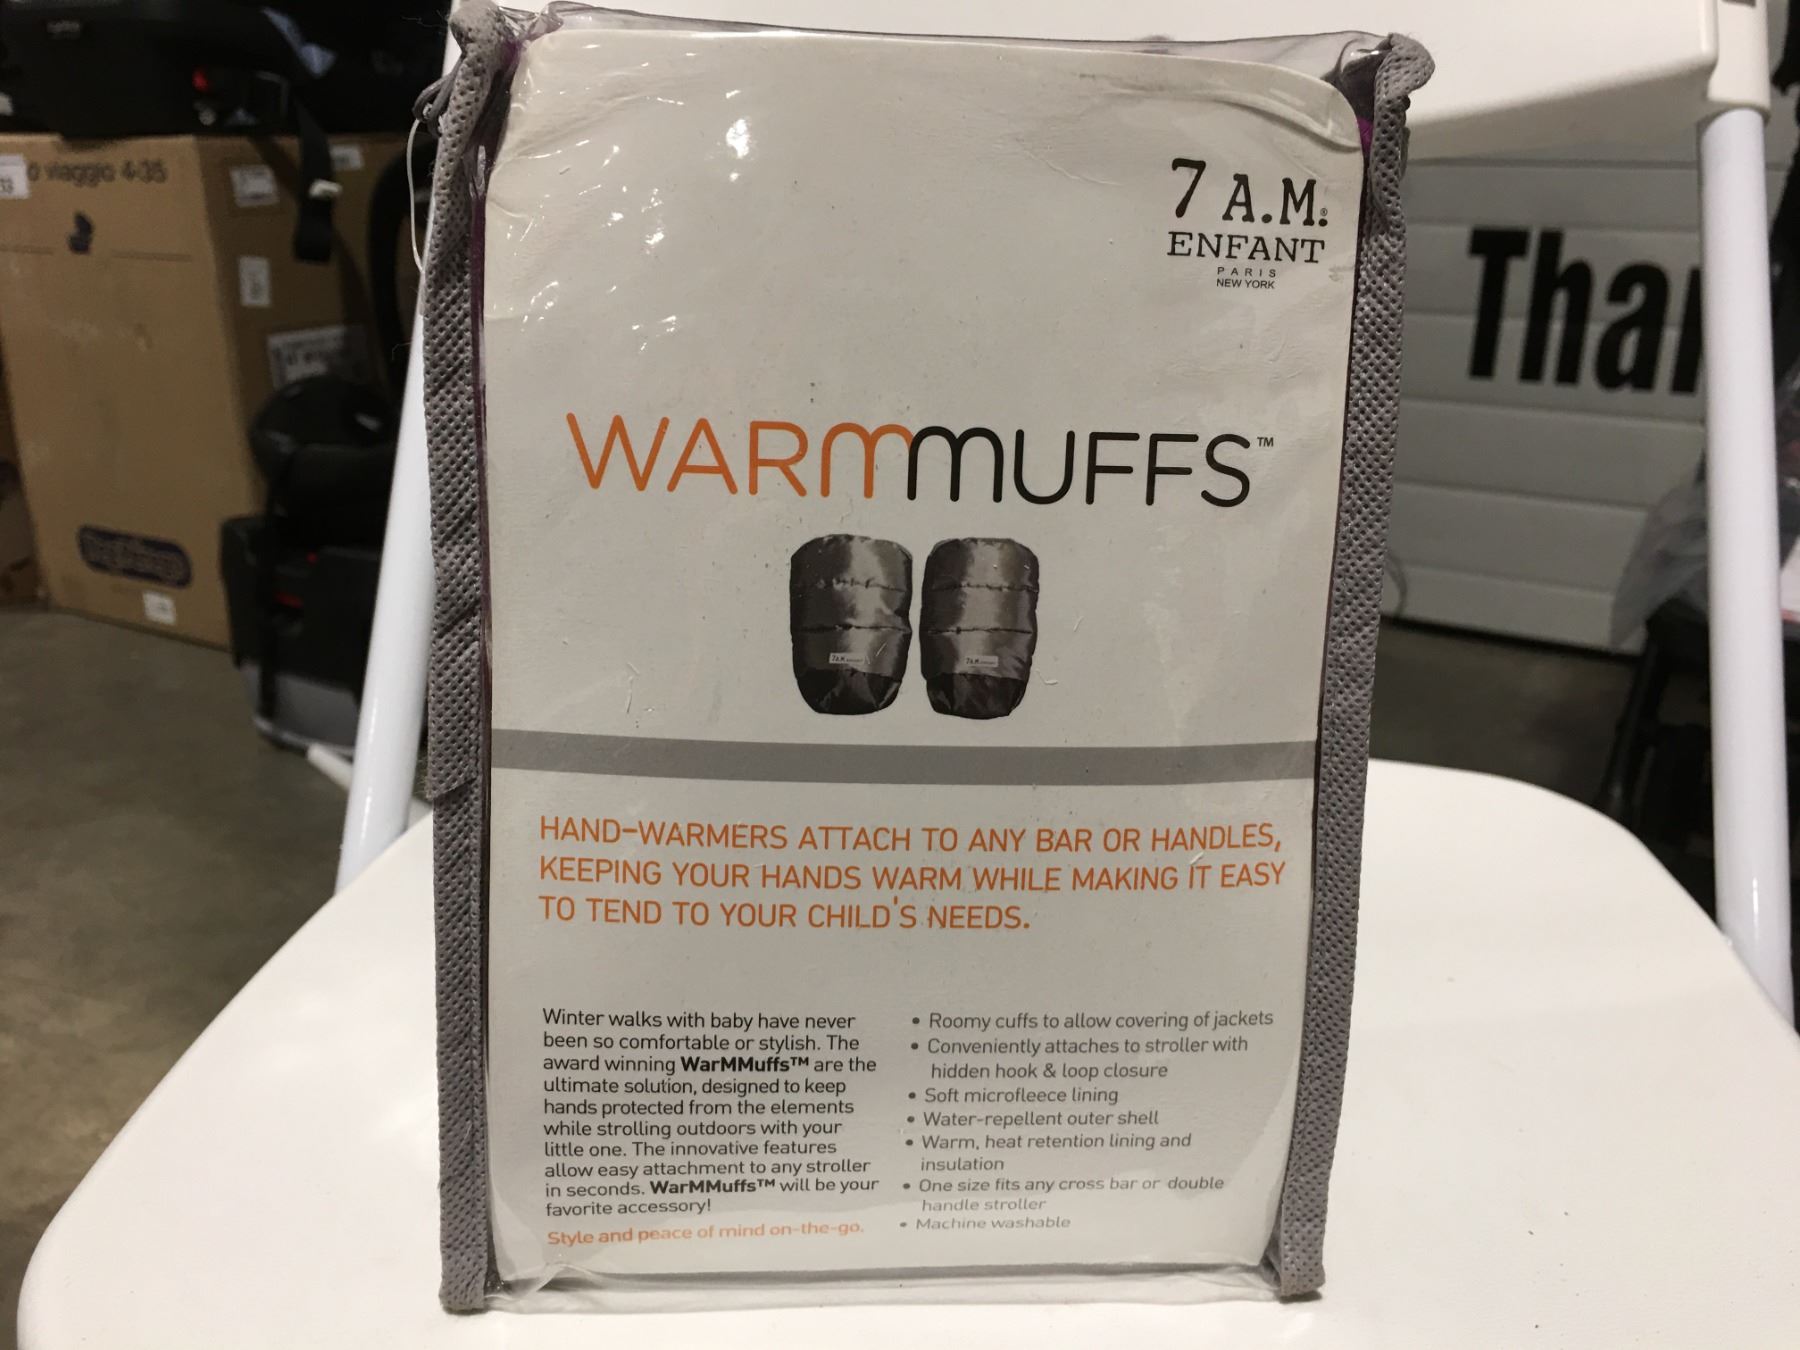 7 A.M.®
ENFANT
PARIS
NEW YORK
WARMMUFFS™
7 A.M.
7 A.M.
HAND-WARMERS ATTACH TO ANY BAR OR HANDLES,
KEEPING YOUR HANDS WARM WHILE MAKING IT EASY
TO TEND TO YOUR CHILD'S NEEDS.
Winter walks with baby have never
been so comfortable or stylish. The
award winning WarMMuffs™ are the
ultimate solution, designed to keep
hands protected from the elements
while strolling outdoors with your
little one. The innovative features
allow easy attachment to any stroller
in seconds. WarMMuffs™ will be your
favorite accessory!
Style and peace of mind on-the-go.
• Roomy cuffs to allow covering of jackets
• Conveniently attaches to stroller with
hidden hook & loop closure
• Soft microfleece lining
• Water-repellent outer shell
• Warm, heat retention lining and
insulation
• One size fits any cross bar or double
handle stroller
• Machine washable
viaggio 4-35
Than